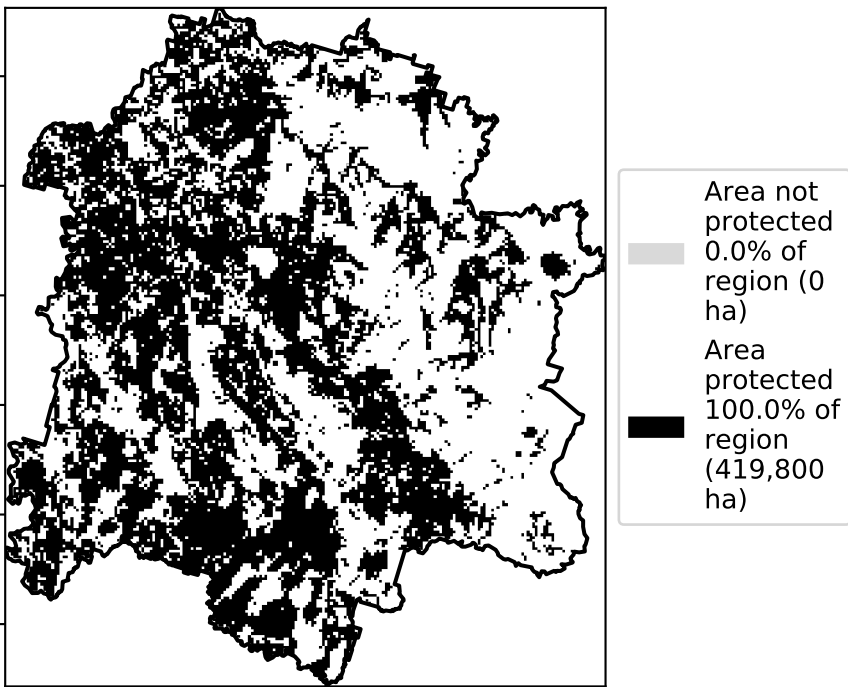 Area not
protected
0.0% of
region (0
ha)
Area
protected
100.0% of
region
(419,800
ha)